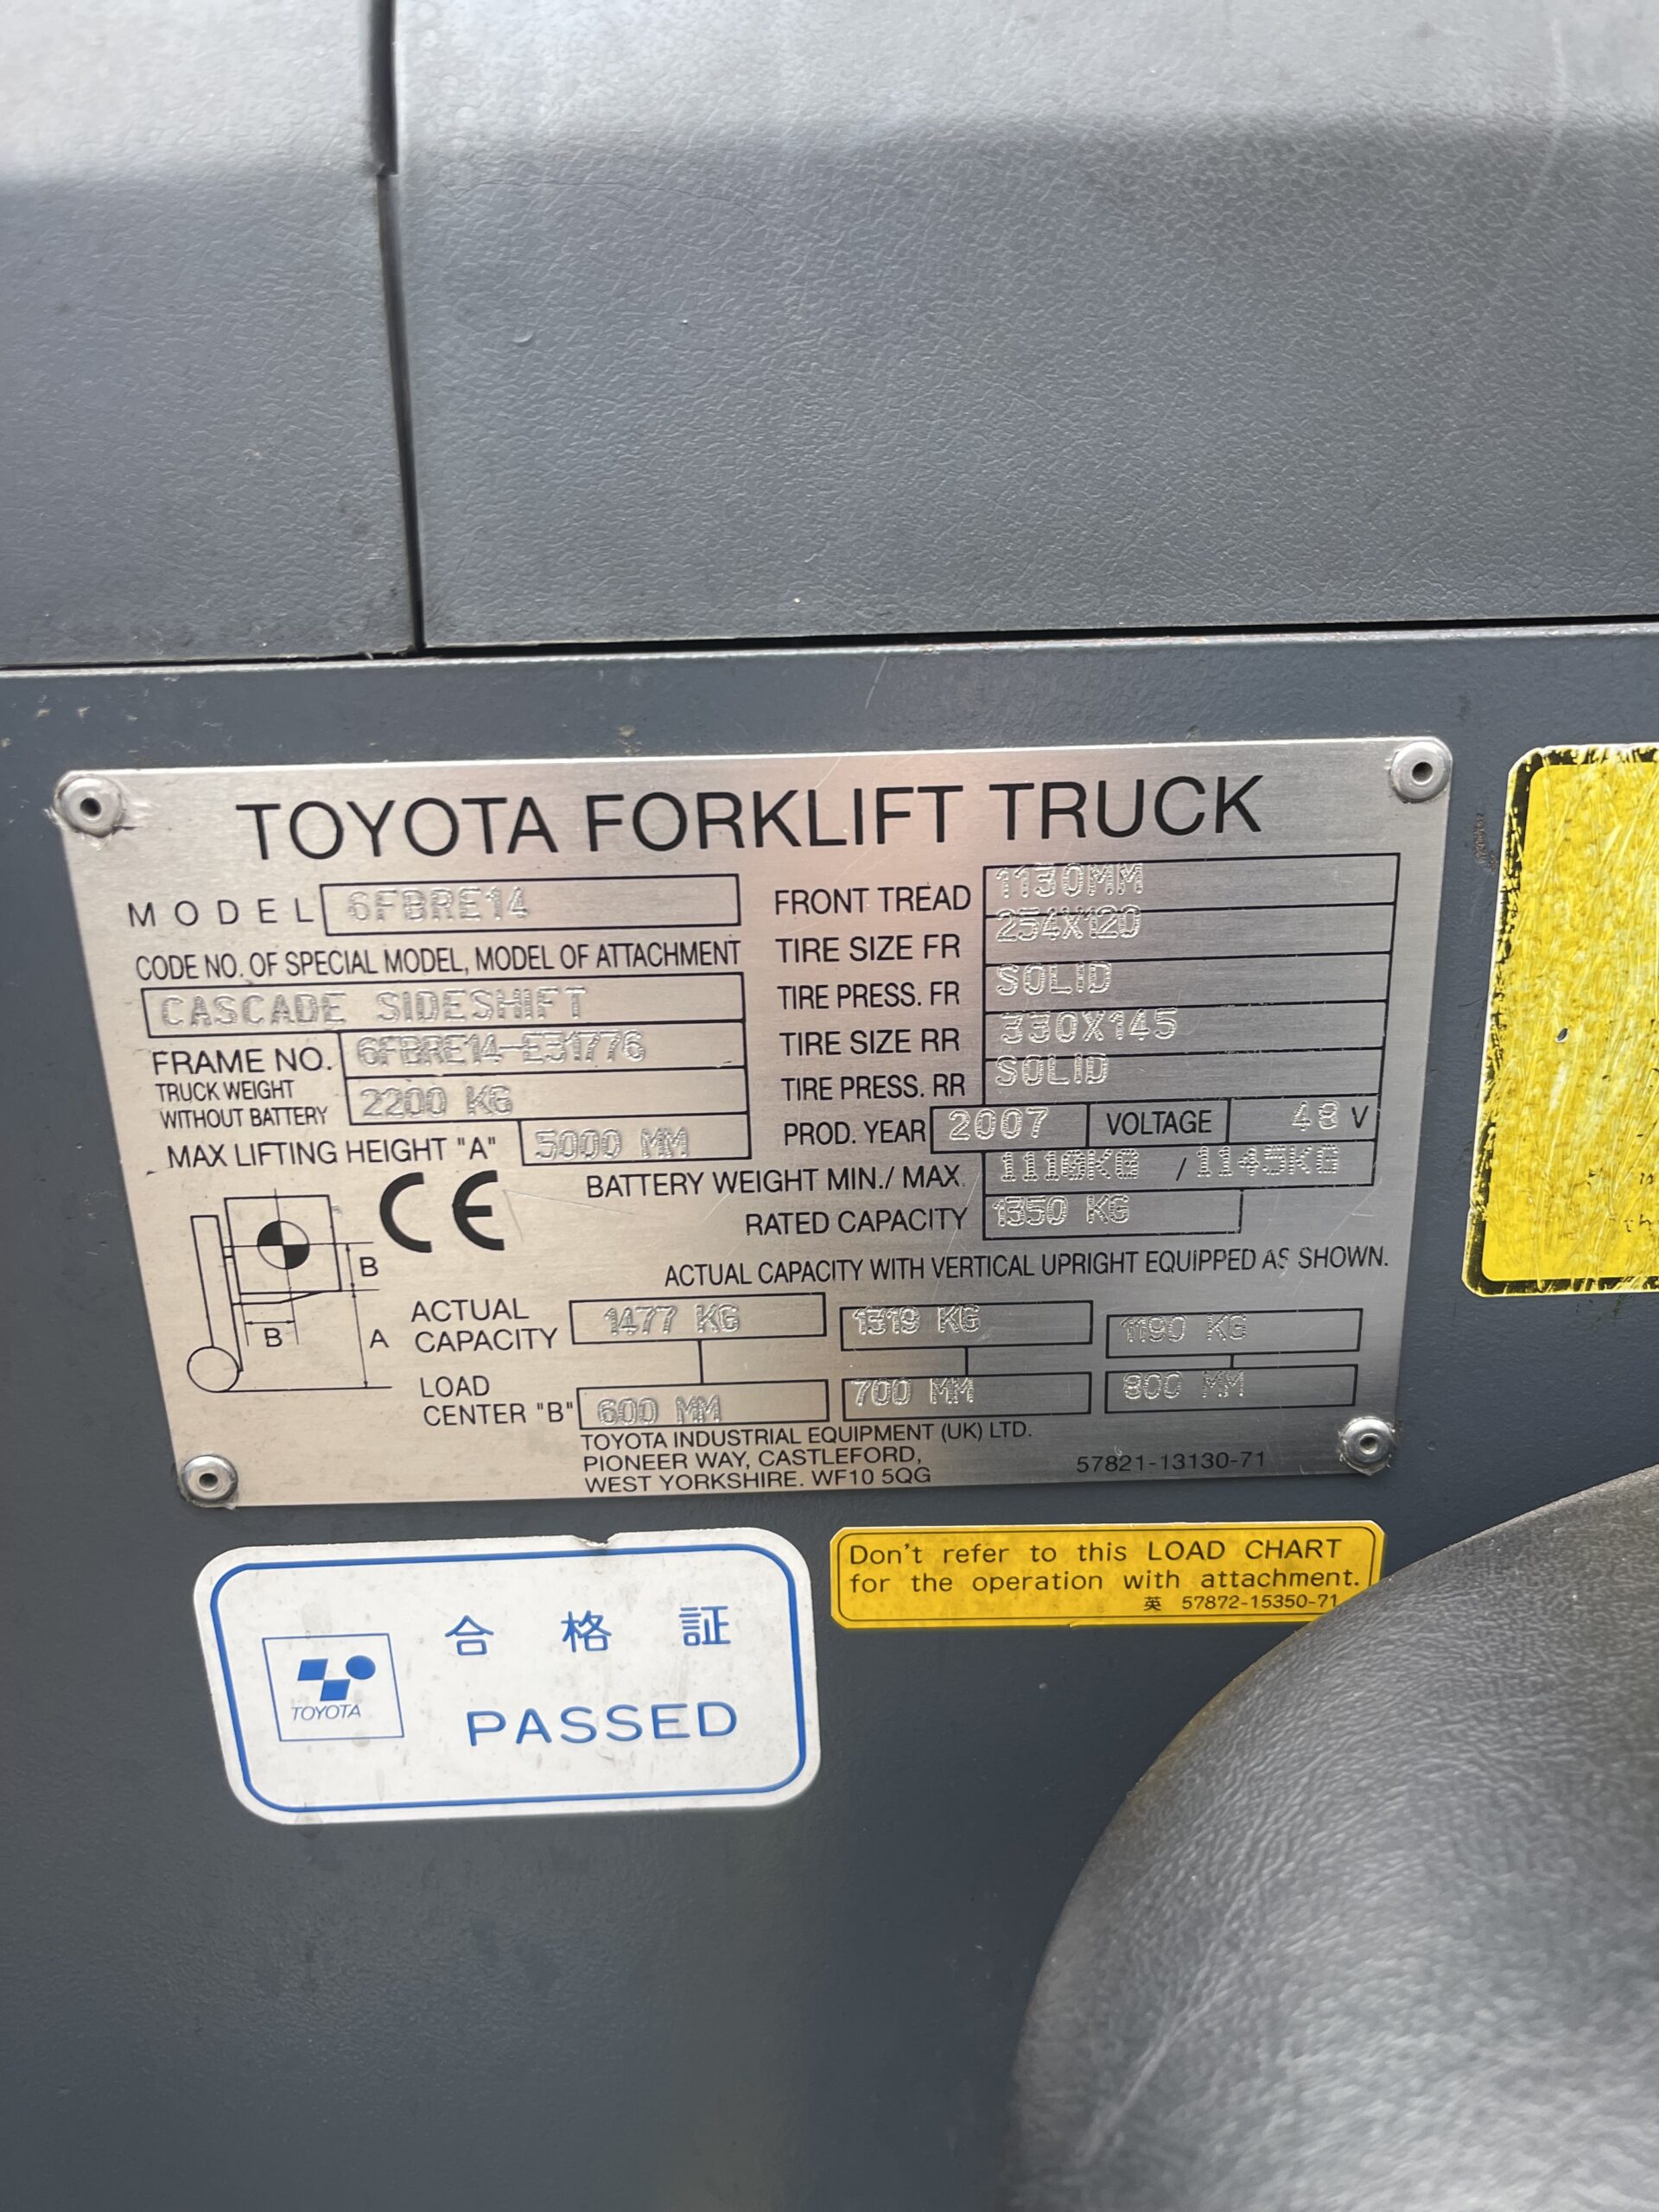 TOYOTA FORKLIFT TRUCK
MODEL 6FBRE14
CODE NO. OF SPECIAL MODEL, MODEL OF ATTACHMENT
CASCADE SIDESHIFT
FRAME NO. 6FBRE14-E31776
TRUCK WEIGHT
WITHOUT BATTERY 2200 KG
MAX LIFTING HEIGHT "A" 5000 MM
FRONT TREAD 1130MM
TIRE SIZE FR 254X120
TIRE PRESS. FR SOLID
TIRE SIZE RR 330X145
TIRE PRESS. RR SOLID
PROD. YEAR 2007 VOLTAGE 48 V
BATTERY WEIGHT MIN./ MAX. 1110KG / 1145KG
RATED CAPACITY 1350 KG
CE
B
B
A
ACTUAL CAPACITY WITH VERTICAL UPRIGHT EQUIPPED AS SHOWN.
ACTUAL
CAPACITY 1477 KG 1319 KG 1190 KG
LOAD
CENTER "B" 600 MM 700 MM 800 MM
TOYOTA INDUSTRIAL EQUIPMENT (UK) LTD.
PIONEER WAY, CASTLEFORD,
WEST YORKSHIRE. WF10 5QG
57821-13130-71
合格証
TOYOTA
PASSED
Don't refer to this LOAD CHART
for the operation with attachment.
英 57872-15350-71